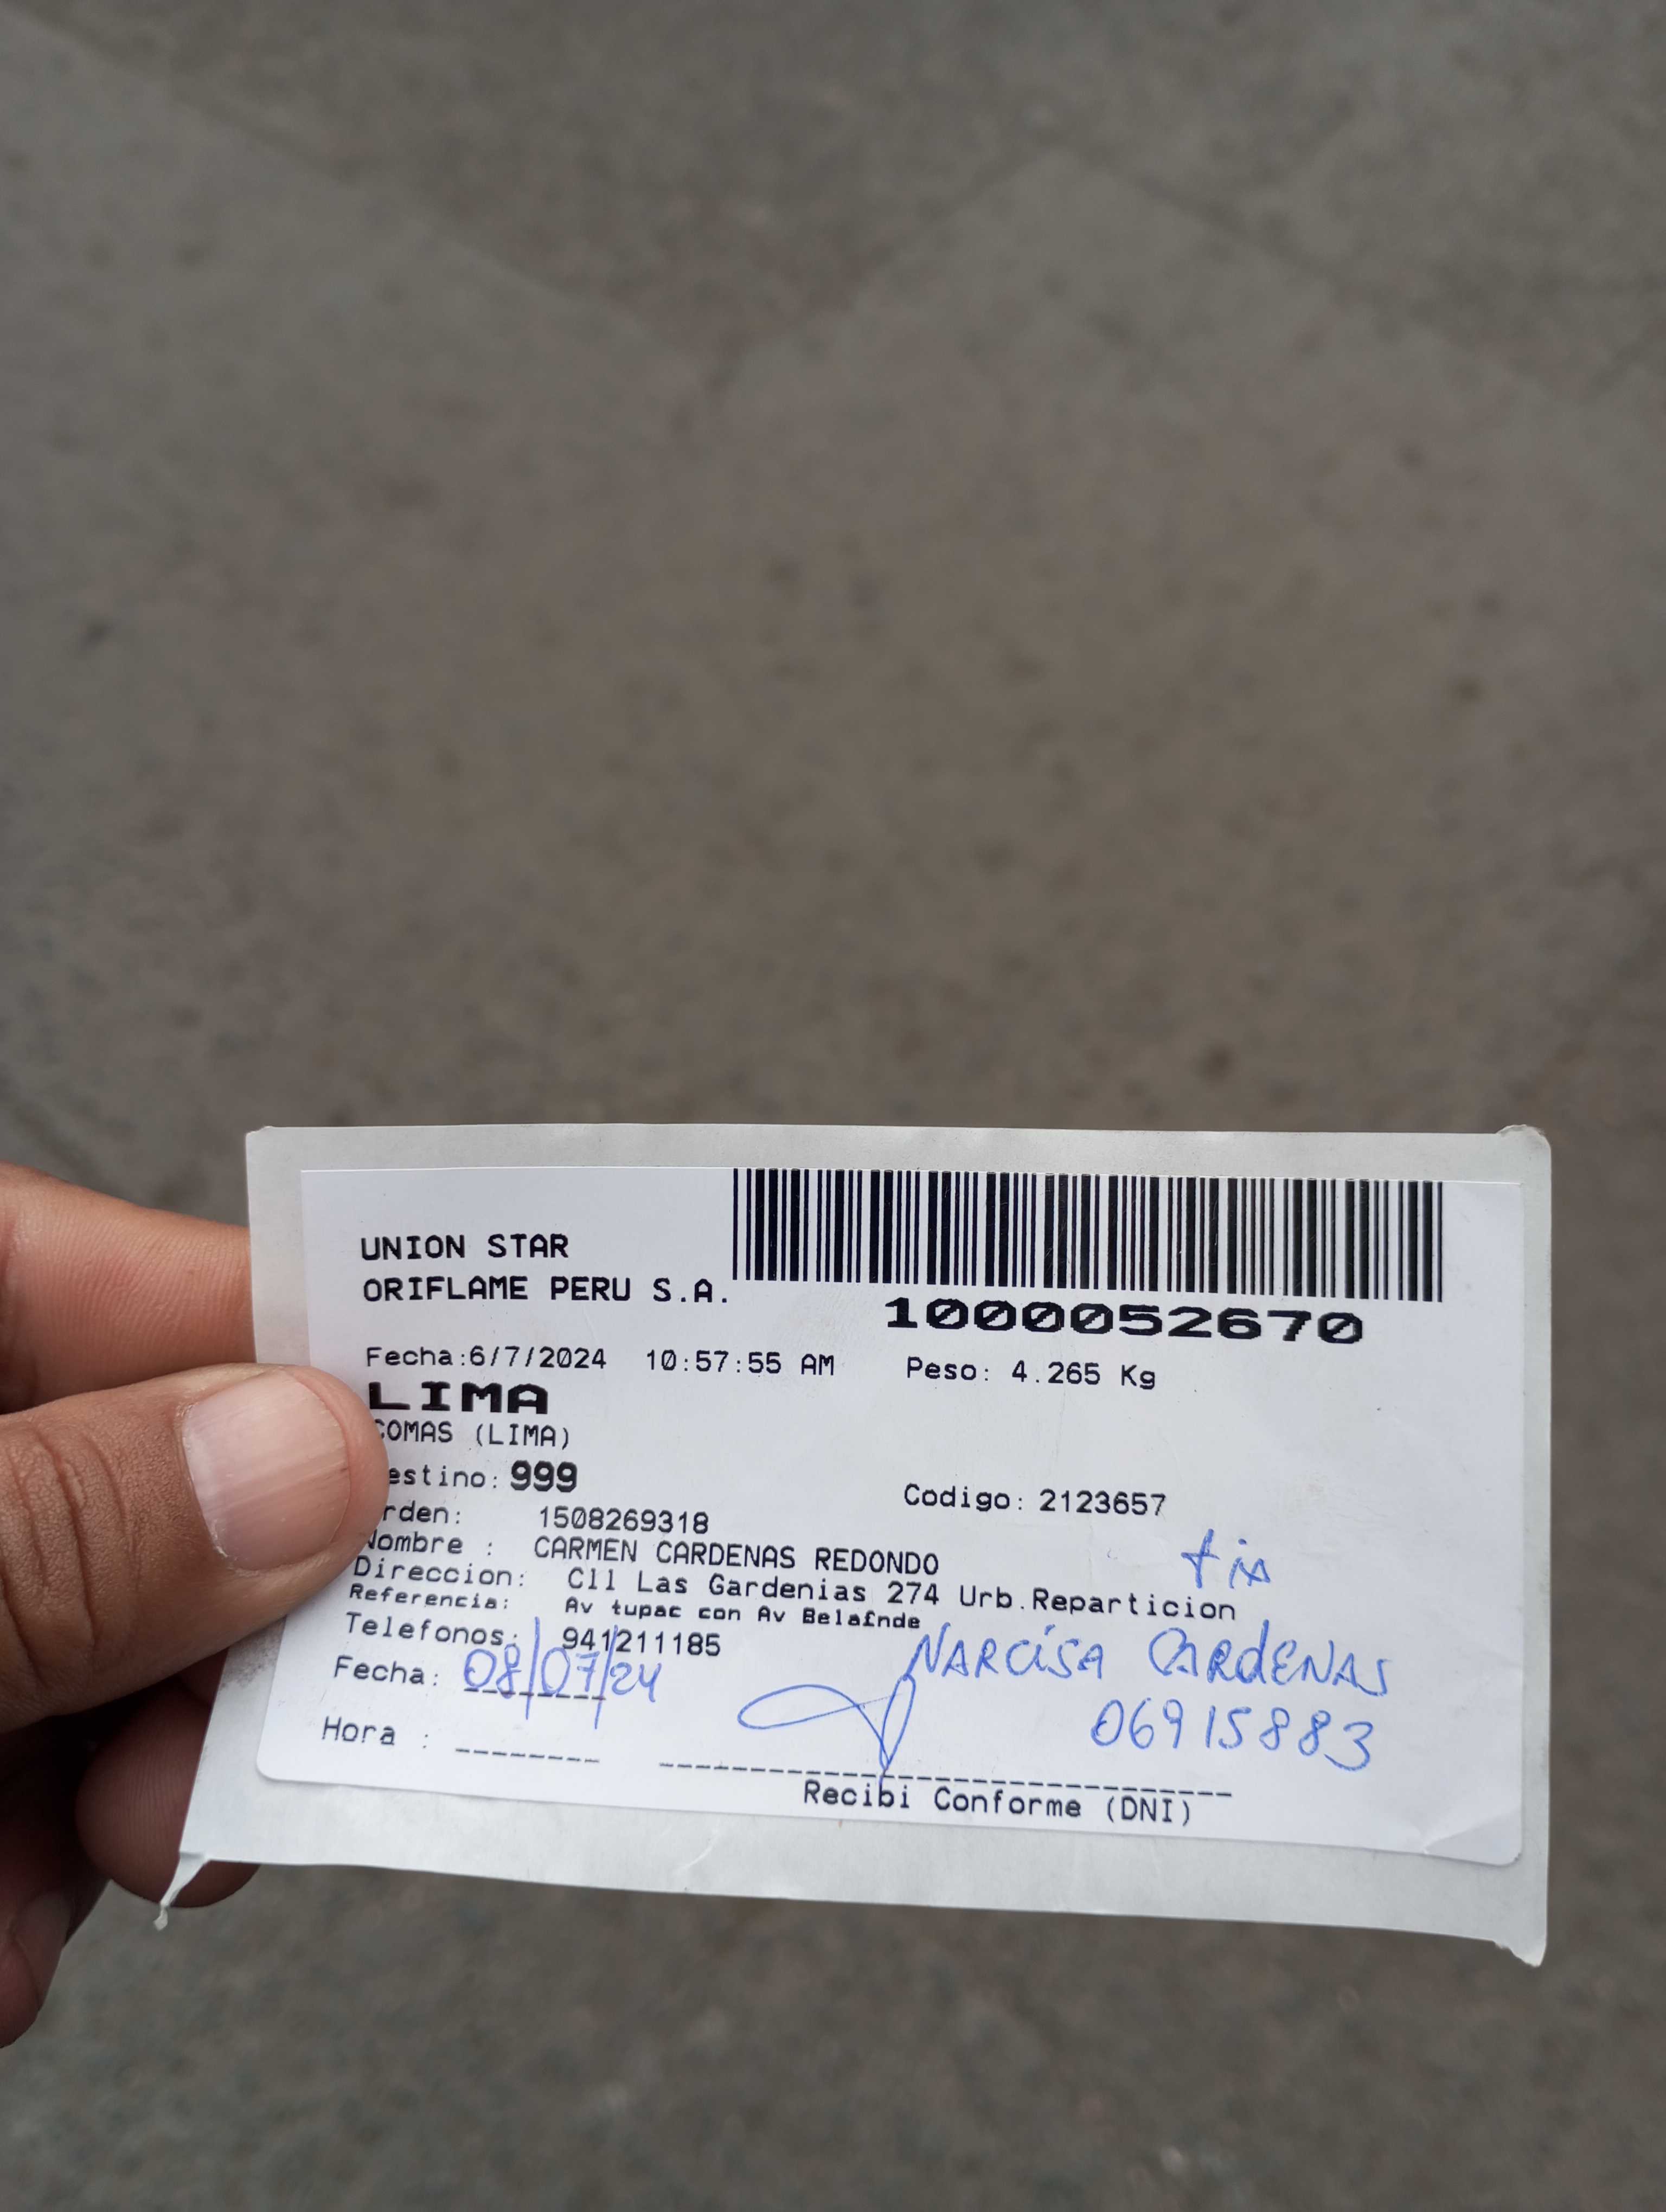 UNION STAR
ORIFLAME PERU S.A.
1000052670
Fecha:6/7/2024 10:57:55 AM Peso: 4.265 Kg
LIMA
COMAS (LIMA)
estino: 999 Codigo: 2123657
rden: 1508269318
Nombre : CARMEN CARDENAS REDONDO
tia
Direccion: Cll Las Gardenias 274 Urb.Reparticion
Referencia: Av tupac con Av Belafnde
Telefonos: 941211185
NARCISA CARDENAS
Fecha: 08/07/24
06915883
Hora :
Recibi Conforme (DNI)